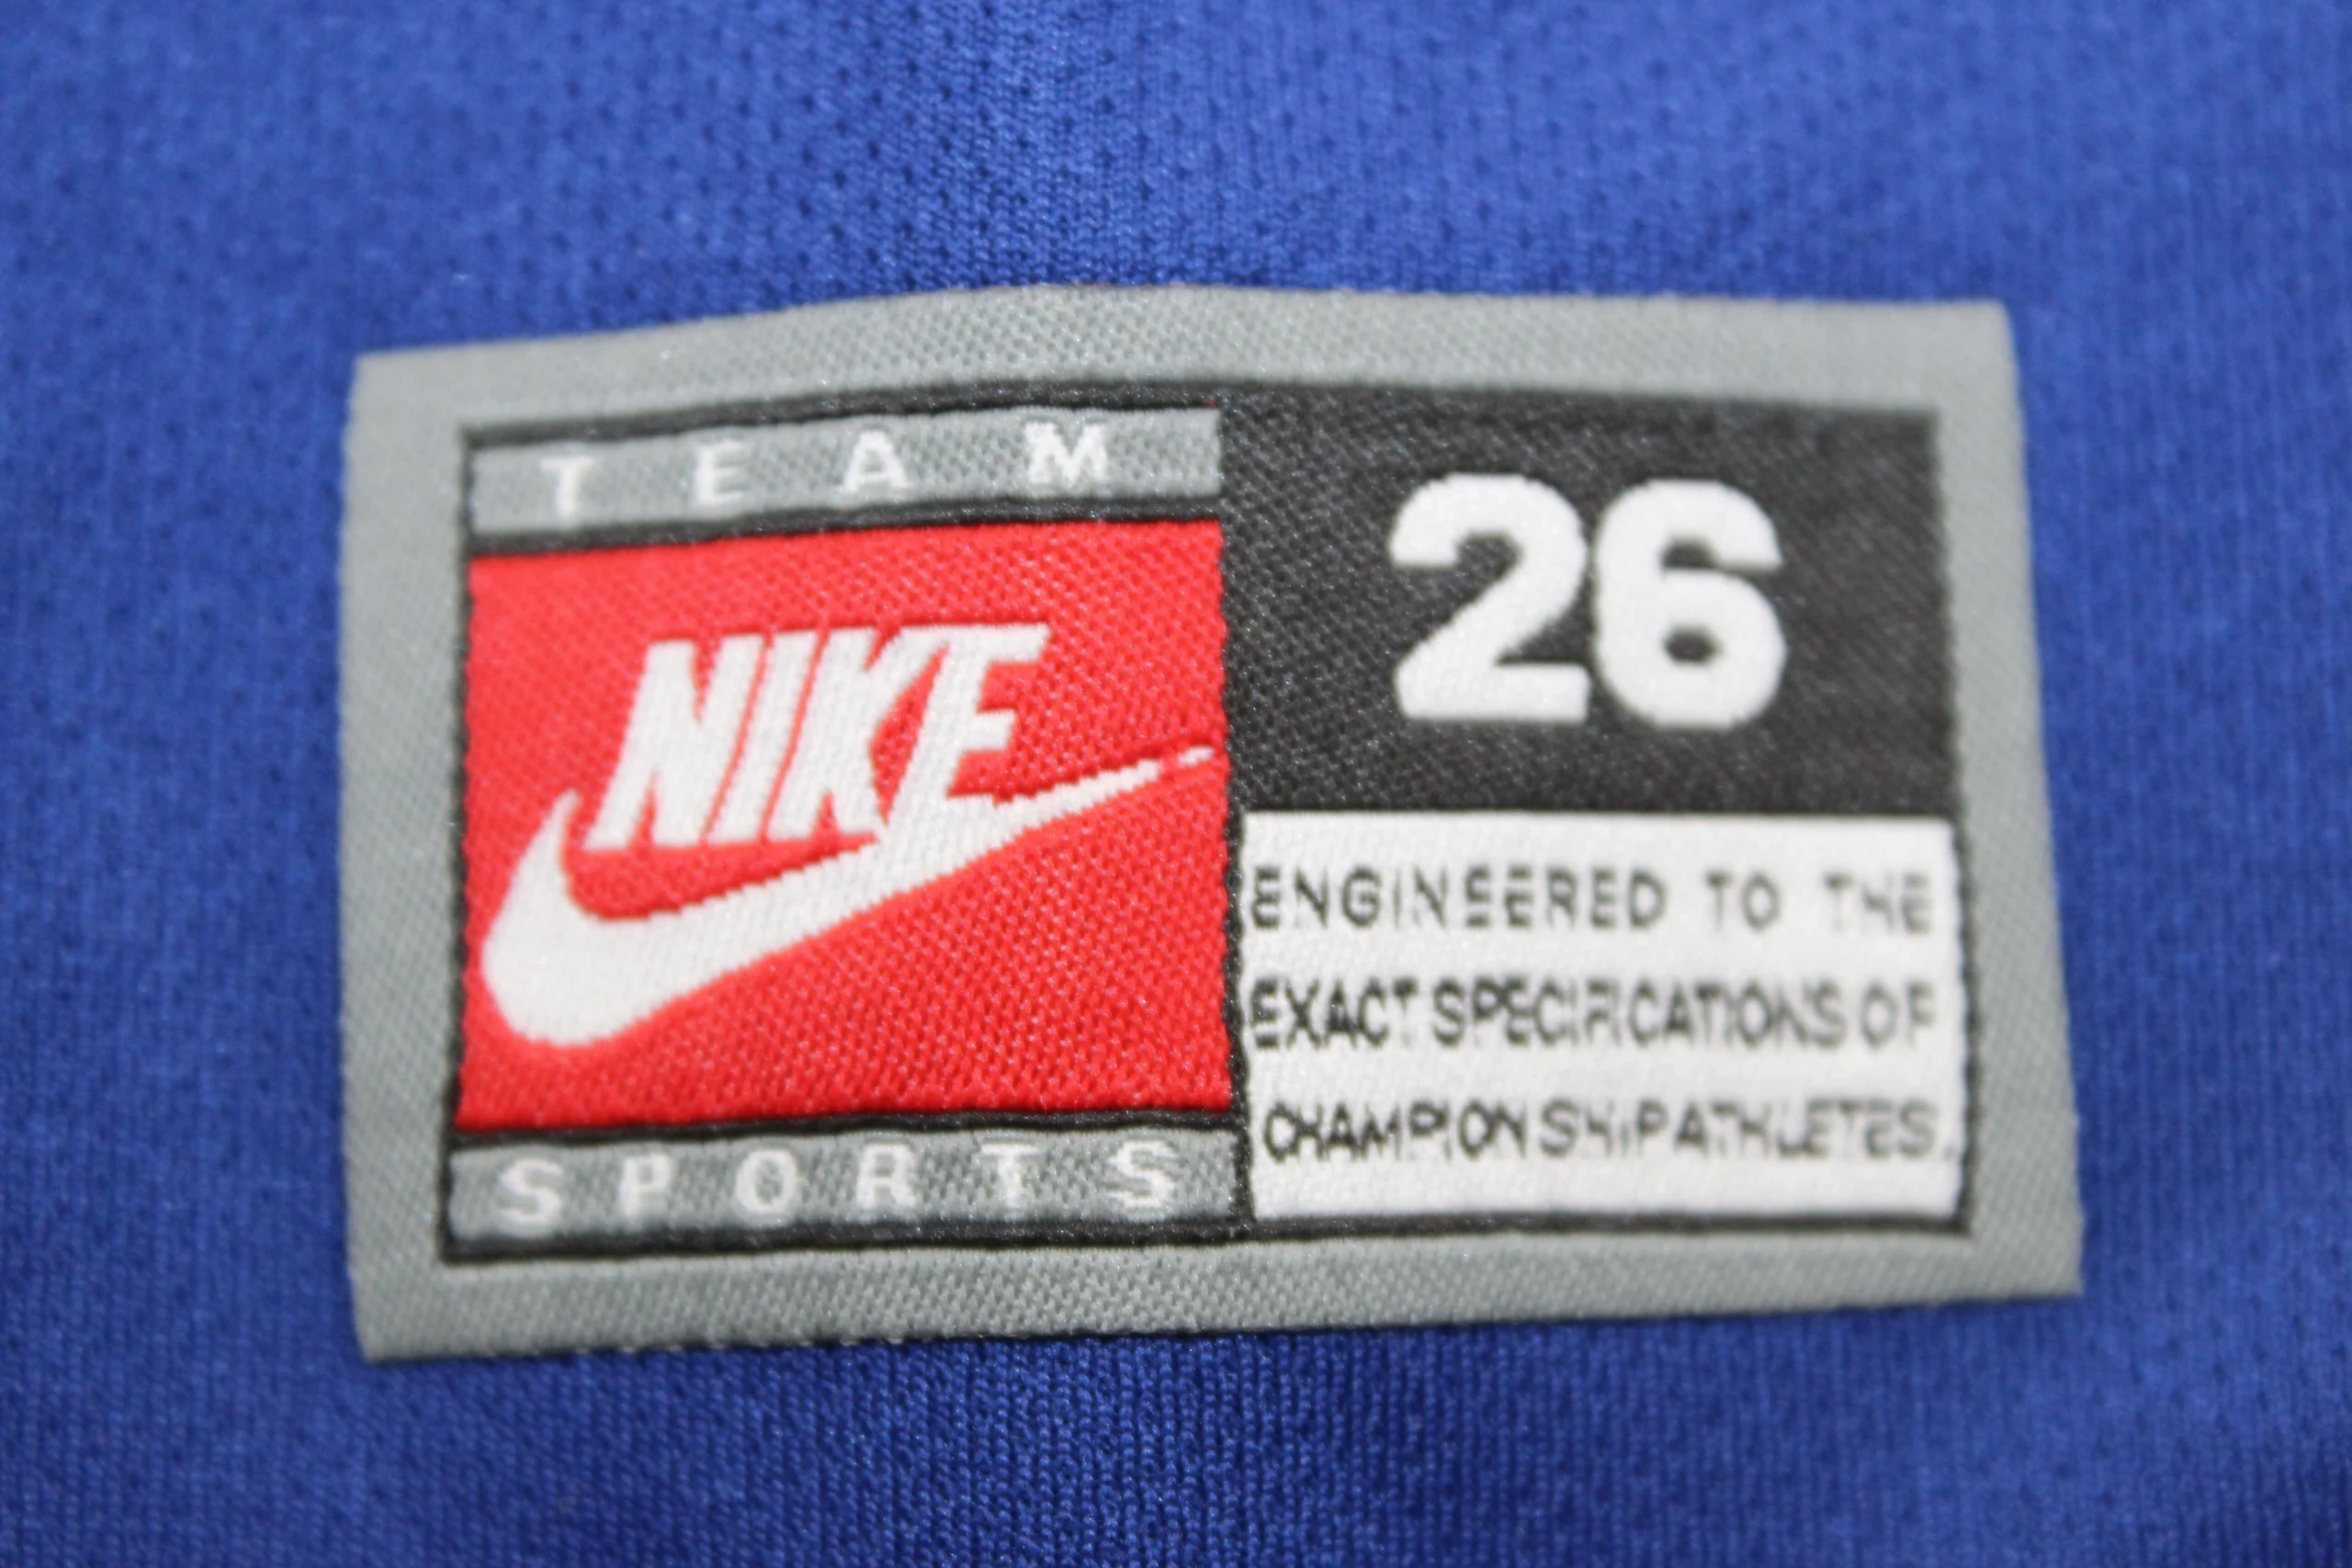 TEAM
NIKE
SPORTS
26
ENGINEERED TO THE
EXACT SPECIFICATIONS OF
CHAMPIONSHIP ATHLETES.